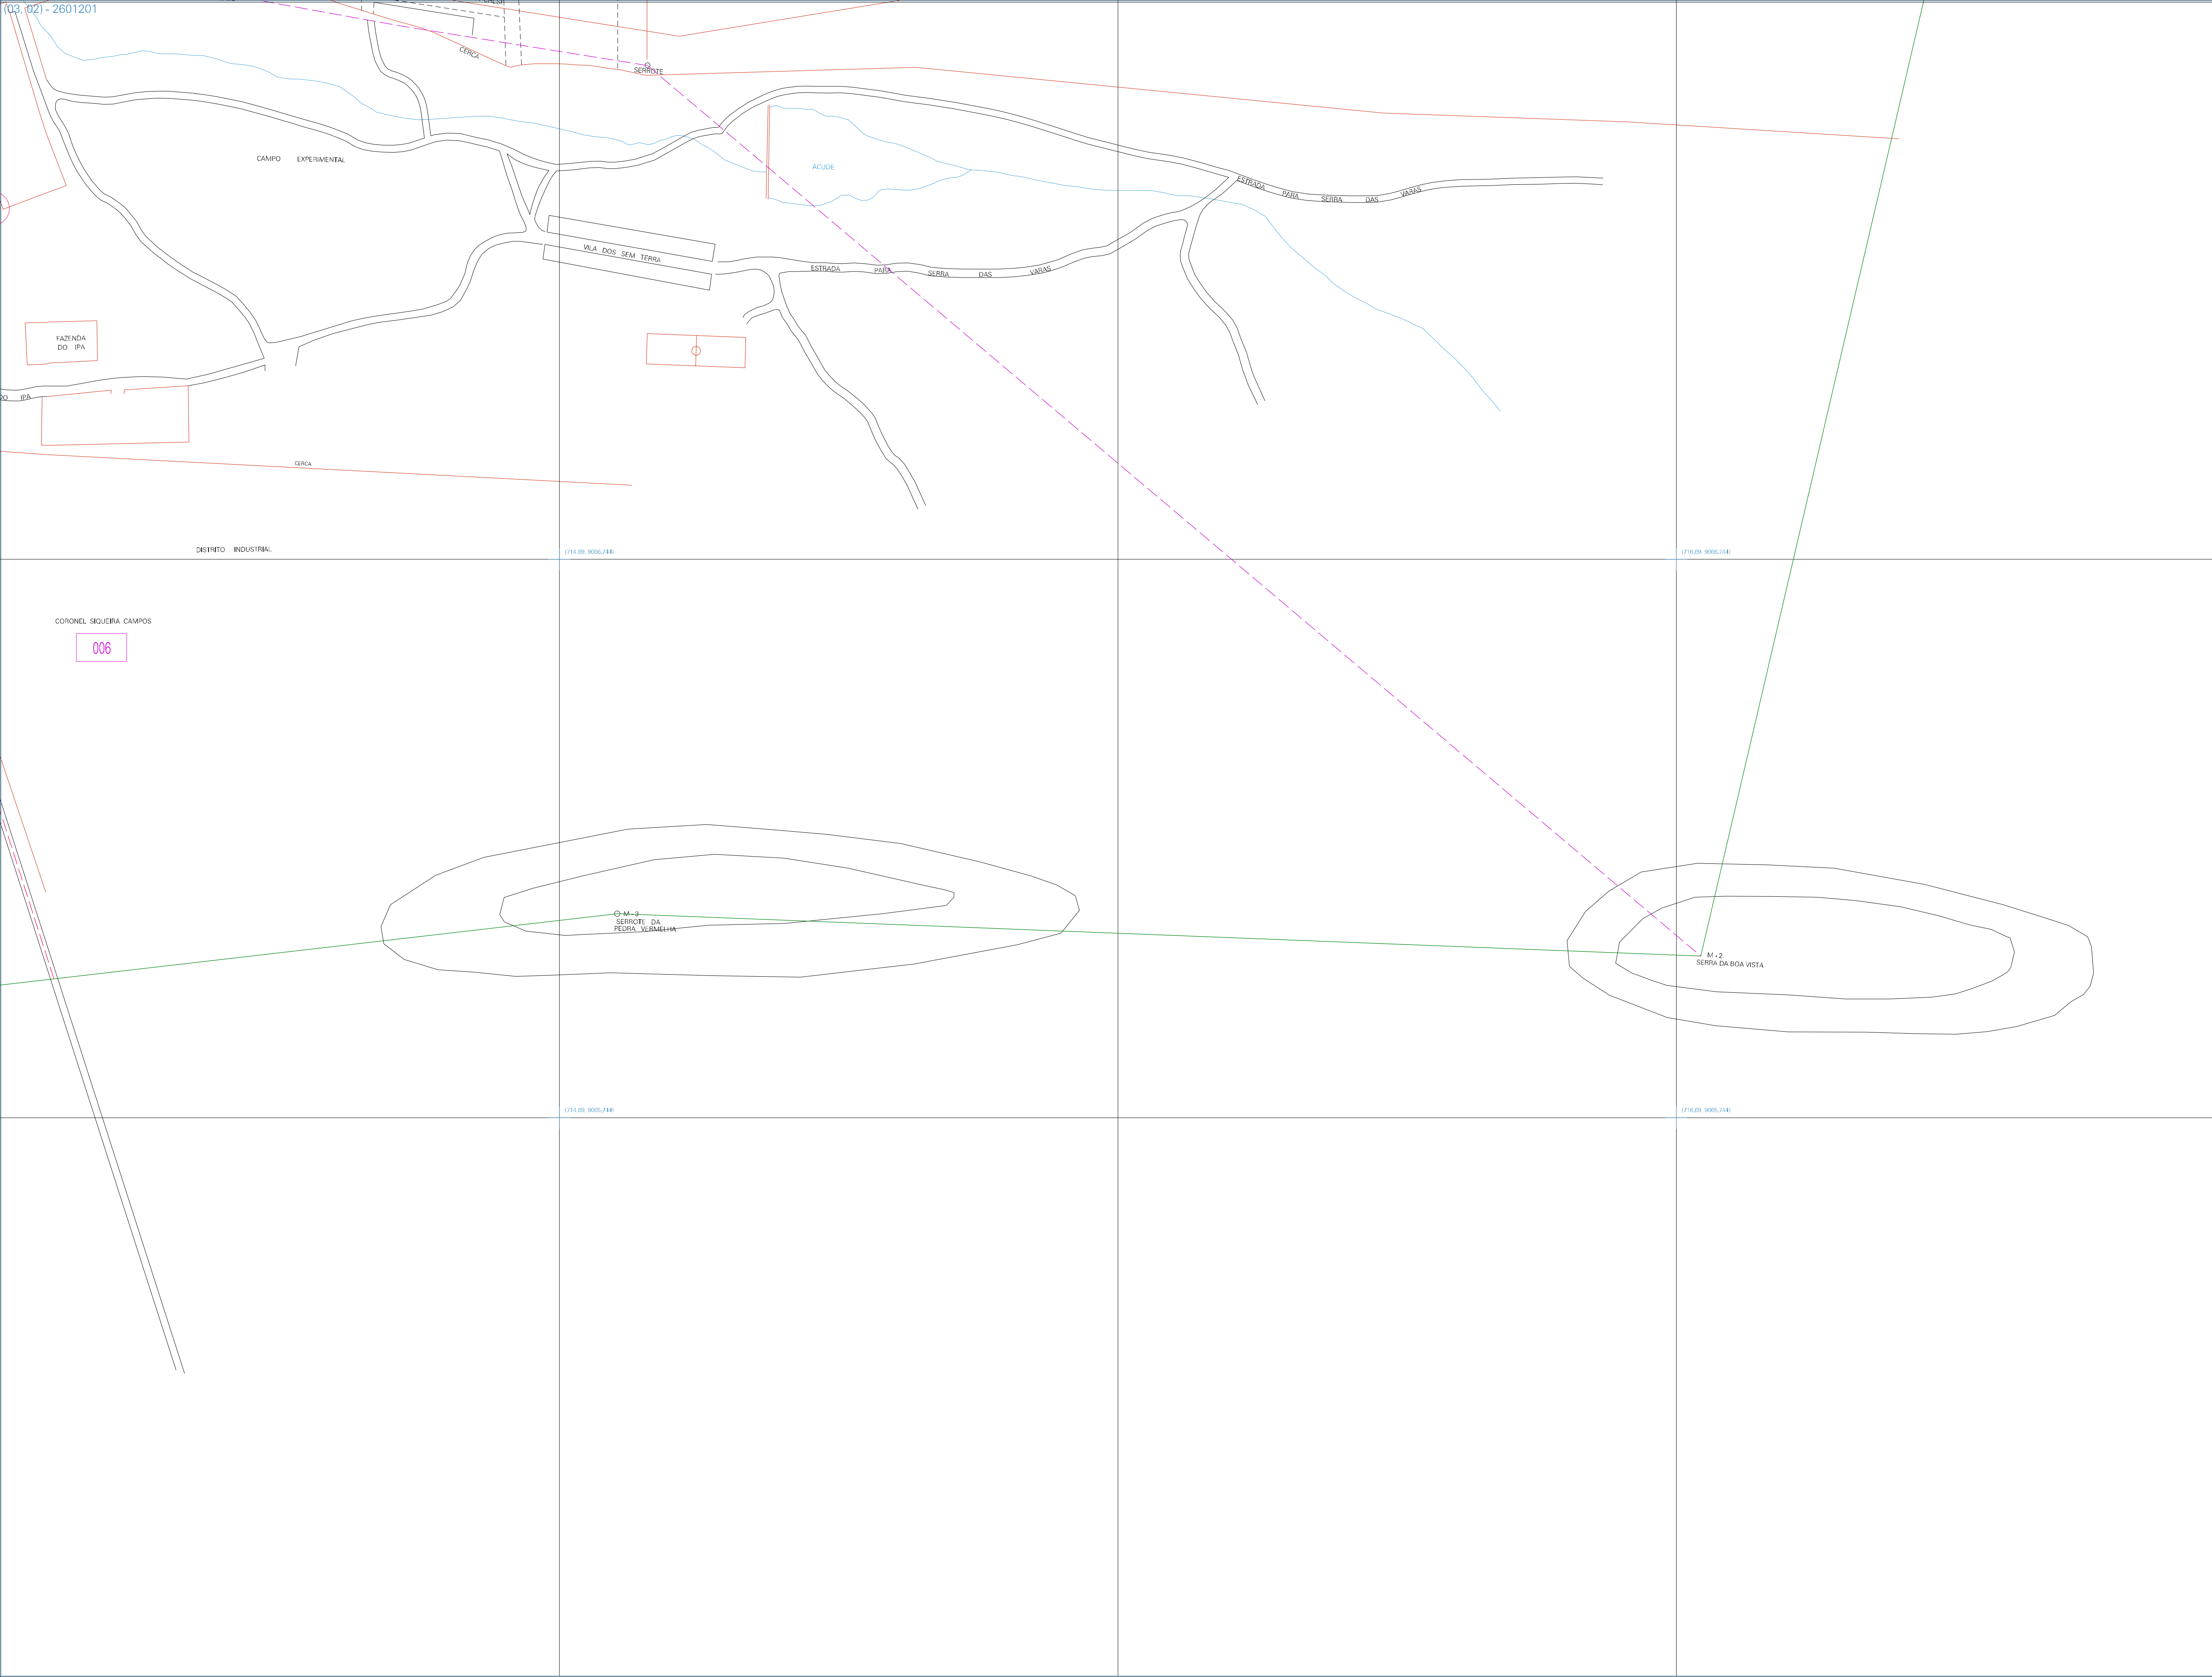 (03, 02) - 2601201
CERCA
SERROTE
CAMPO EXPERIMENTAL
AÇUDE
ESTRADA PARA SERRA DAS VARAS
VILA DOS SEM TERRA
ESTRADA PARA SERRA DAS VARAS
FAZENDA
DO IPA
IPA
CERCA
DISTRITO INDUSTRIAL
CORONEL SIQUEIRA CAMPOS
006
M - 3
SERROTE DA
PEDRA VERMELHA
M - 2
SERRA DA BOA VISTA